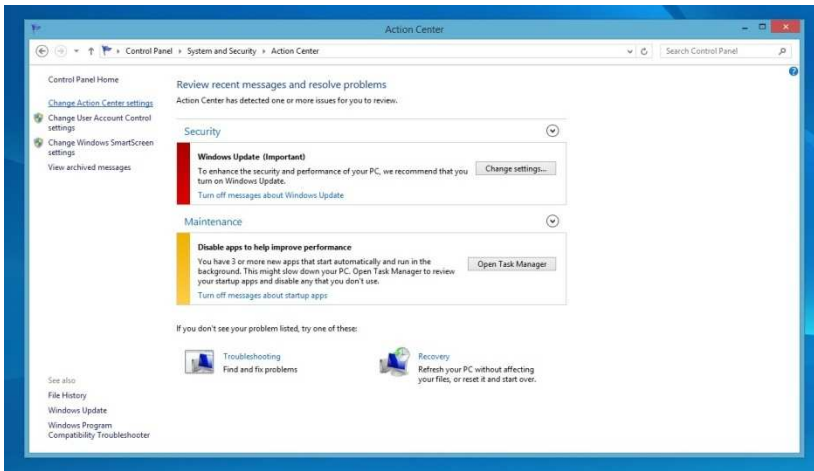 Action Center
Control Panel
System and Security
Action Center
Search Control Panel
Control Panel Home
Change Action Center settings
Change User Account Control
settings
Change Windows SmartScreen
settings
View archived messages
Review recent messages and resolve problems
Action Center has detected one or more issues for you to review.
Security
Windows Update (Important)
To enhance the security and performance of your PC, we recommend that you
turn on Windows Update.
Change settings...
Turn off messages about Windows Update
Maintenance
Disable apps to help improve performance
You have 3 or more new apps that start automatically and run in the
background. This might slow down your PC. Open Task Manager to review
your startup apps and disable any that you don't use.
Open Task Manager
Turn off messages about startup apps
If you don't see your problem listed, try one of these:
Troubleshooting
Find and fix problems
Recovery
Refresh your PC without affecting
your files, or reset it and start over.
See also
File History
Windows Update
Windows Program
Compatibility Troubleshooter